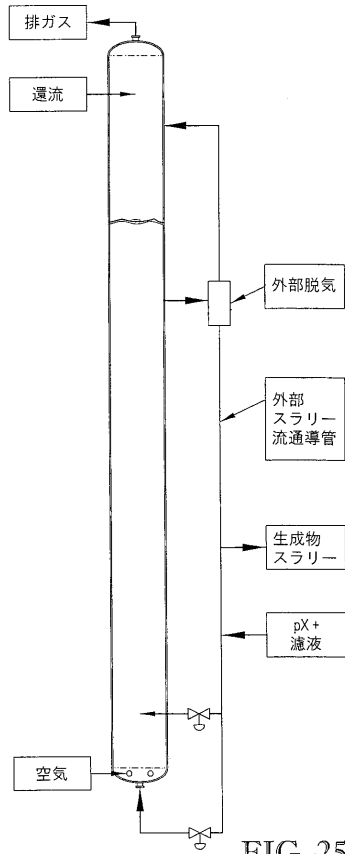 排ガス
還流
外部脱気
外部
スラリー
流通導管
生成物
スラリー
pX+
濾液
空気
FIG. 25